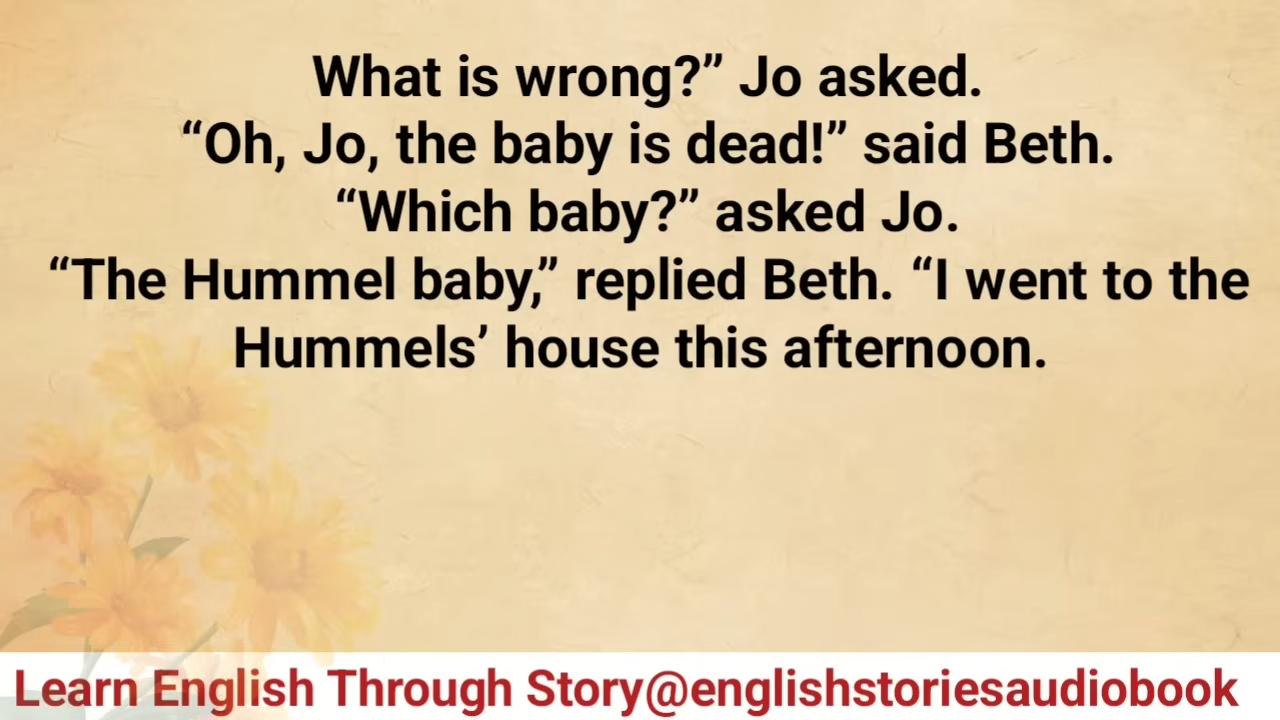 What is wrong?” Jo asked.
“Oh, Jo, the baby is dead!” said Beth.
“Which baby?” asked Jo.
“The Hummel baby,” replied Beth. “I went to the
Hummels’ house this afternoon.
Learn English Through Story@englishstoriesaudiobook